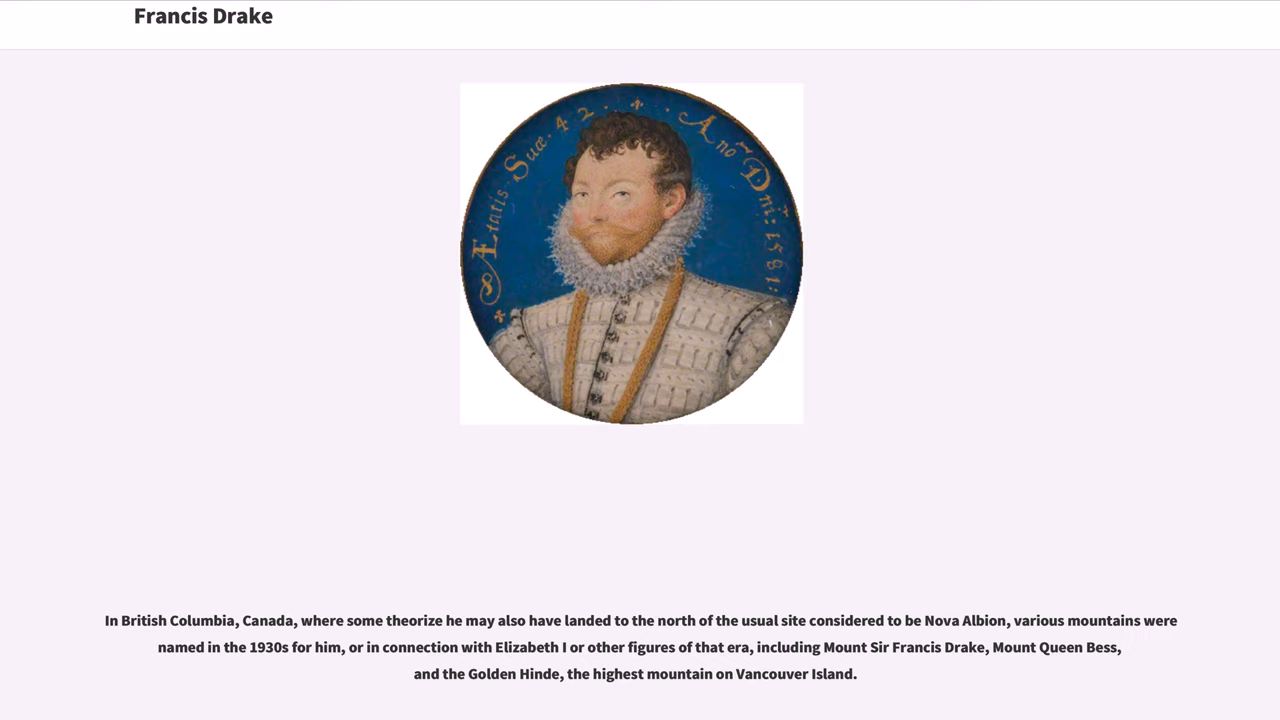 Francis Drake
Ætatis Suæ. 42. Ano Dni: 1581:
In British Columbia, Canada, where some theorize he may also have landed to the north of the usual site considered to be Nova Albion, various mountains were
named in the 1930s for him, or in connection with Elizabeth I or other figures of that era, including Mount Sir Francis Drake, Mount Queen Bess,
and the Golden Hinde, the highest mountain on Vancouver Island.